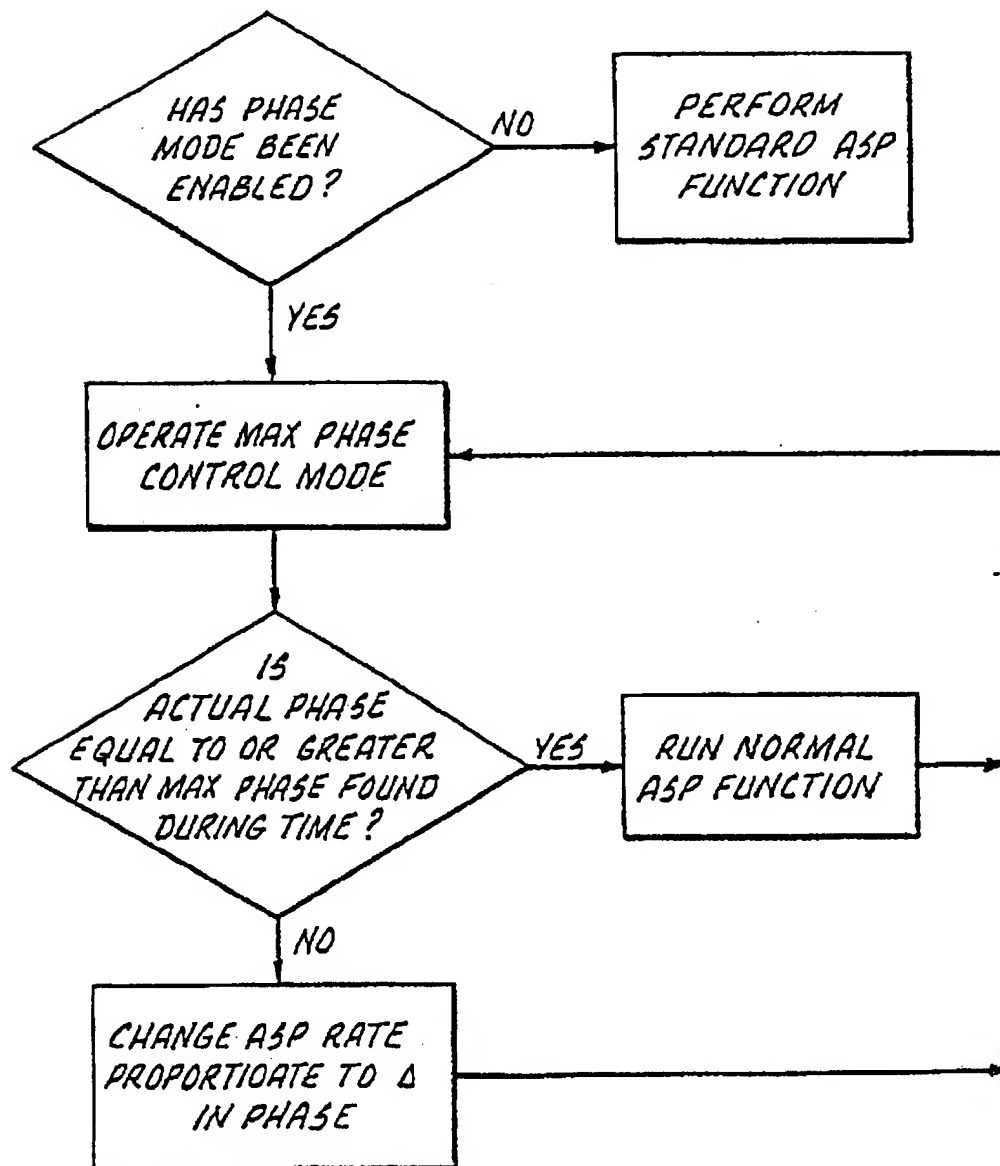 HAS PHASE
MODE BEEN
ENABLED?
NO
PERFORM
STANDARD ASP
FUNCTION
YES
OPERATE MAX PHASE
CONTROL MODE
IS
ACTUAL PHASE
EQUAL TO OR GREATER
THAN MAX PHASE FOUND
DURING TIME?
YES
RUN NORMAL
ASP FUNCTION
NO
CHANGE ASP RATE
PROPORTIOATE TO Δ
IN PHASE